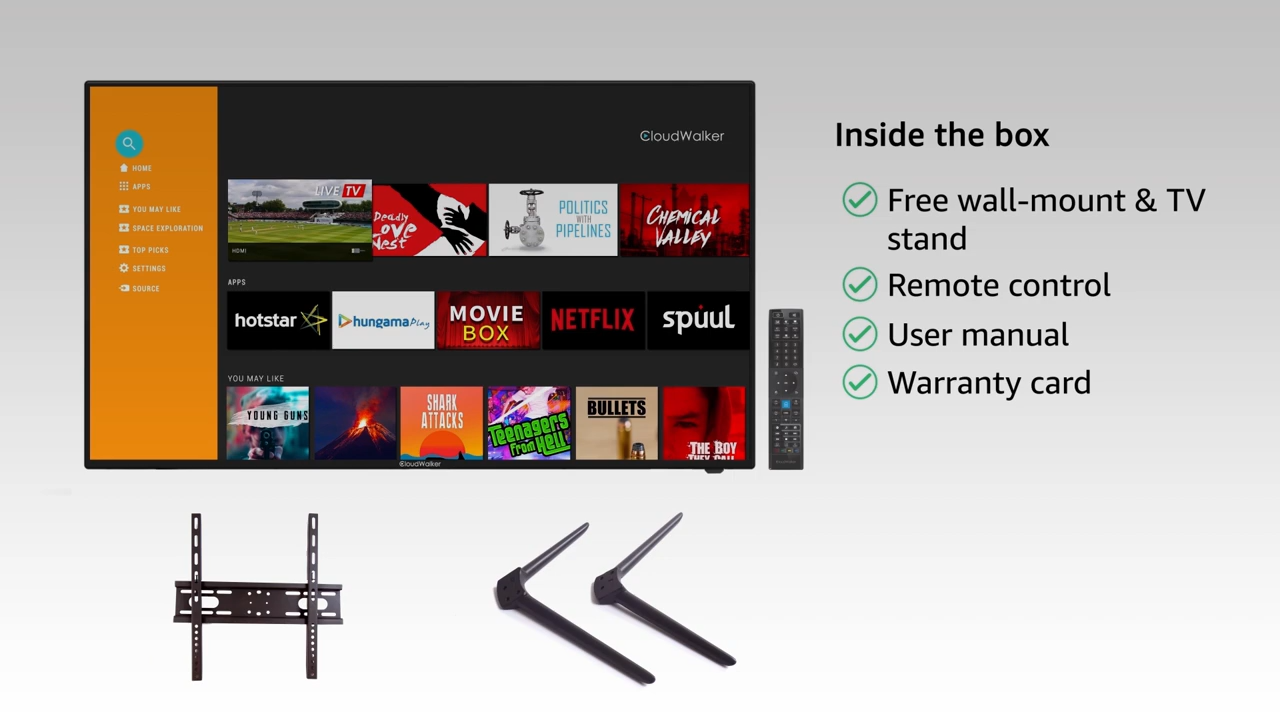 CloudWalker
HOME
APPS
YOU MAY LIKE
SPACE EXPLORATION
TOP PICKS
SETTINGS
SOURCE
LIVE TV
HDMI
Deadly
Love
Nest
POLITICS
WITH
PIPELINES
CHEMICAL
VALLEY
APPS
hotstar
hungama Play
MOVIE
BOX
NETFLIX
spuul
YOU MAY LIKE
YOUNG GUNS
SHARK
ATTACKS
Teenagers
From Hell
BULLETS
THE BOY
THEY CALL
CloudWalker
Inside the box
Free wall-mount & TV
stand
Remote control
User manual
Warranty card